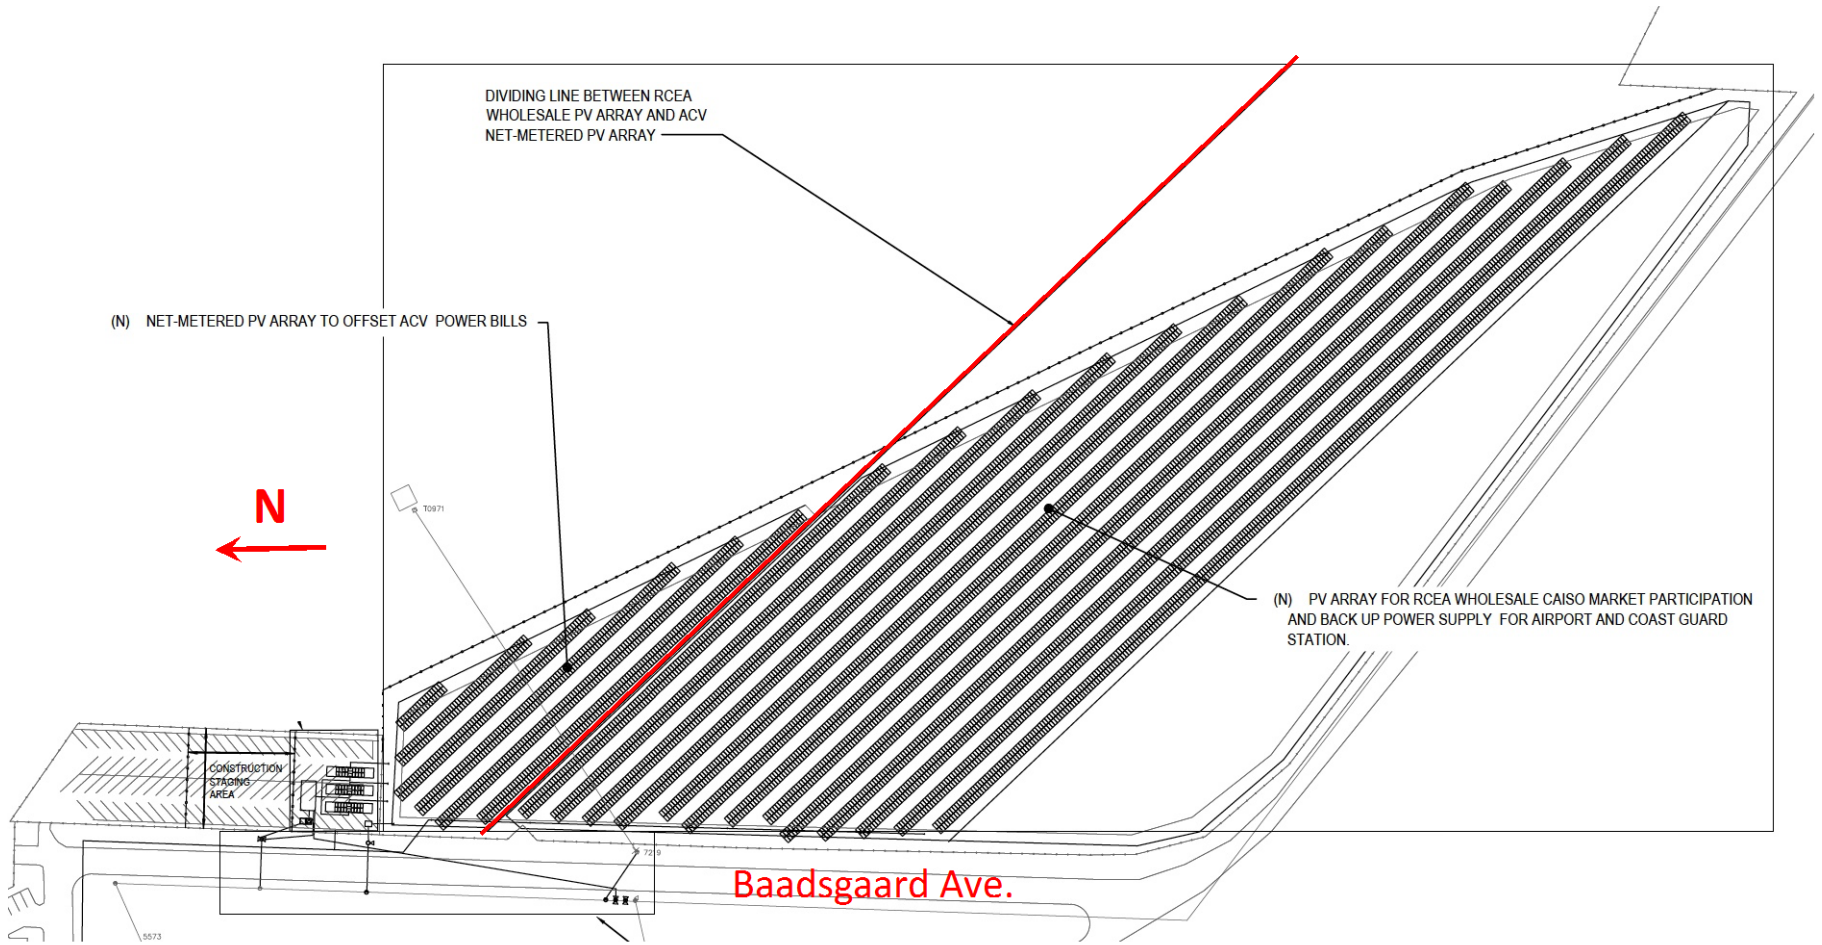 DIVIDING LINE BETWEEN RCEA
WHOLESALE PV ARRAY AND ACV
NET-METERED PV ARRAY
(N) NET-METERED PV ARRAY TO OFFSET ACV POWER BILLS
N
T0971
(N) PV ARRAY FOR RCEA WHOLESALE CAISO MARKET PARTICIPATION
AND BACK UP POWER SUPPLY FOR AIRPORT AND COAST GUARD
STATION.
CONSTRUCTION
STAGING
AREA
Baadsgaard Ave.
5573